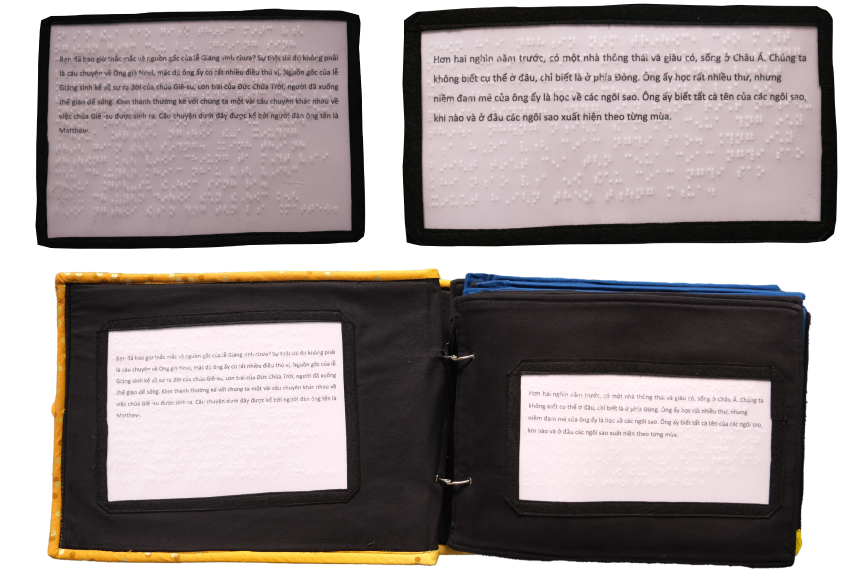 Bạn đã bao giờ thắc mắc về nguồn gốc của lễ Giáng sinh chưa? Sự thật thì đó không phải
là câu chuyện về Ông già Noel, mặc dù ông ấy có rất nhiều điều thú vị. Nguồn gốc của lễ
Giáng sinh kể về sự ra đời của chúa Giê-su, con trai của Đức Chúa Trời, người đã xuống
thế gian để sống. Kinh thánh thường kể với chúng ta một vài câu chuyện khác nhau về
việc chúa Giê -su được sinh ra. Câu chuyện dưới đây được kể bởi người đàn ông tên là
Matthew.
Hơn hai nghìn năm trước, có một nhà thông thái và giàu có, sống ở Châu Á. Chúng ta
không biết cụ thể ở đâu, chỉ biết là ở phía Đông. Ông ấy học rất nhiều thứ, nhưng
niềm đam mê của ông ấy là học về các ngôi sao. Ông ấy biết tất cả tên của các ngôi sao,
khi nào và ở đâu các ngôi sao xuất hiện theo từng mùa.
Bạn đã bao giờ thắc mắc về nguồn gốc của lễ Giáng sinh chưa? Sự thật thì đó không phải
là câu chuyện về Ông già Noel, mặc dù ông ấy có rất nhiều điều thú vị. Nguồn gốc của lễ
Giáng sinh kể về sự ra đời của chúa Giê-su, con trai của Đức Chúa Trời, người đã xuống
thế gian để sống. Kinh thánh thường kể với chúng ta một vài câu chuyện khác nhau về
việc chúa Giê -su được sinh ra. Câu chuyện dưới đây được kể bởi người đàn ông tên là
Matthew.
Hơn hai nghìn năm trước, có một nhà thông thái và giàu có, sống ở Châu Á. Chúng ta
không biết cụ thể ở đâu, chỉ biết là ở phía Đông. Ông ấy học rất nhiều thứ, nhưng
niềm đam mê của ông ấy là học về các ngôi sao. Ông ấy biết tất cả tên của các ngôi sao,
khi nào và ở đâu các ngôi sao xuất hiện theo từng mùa.